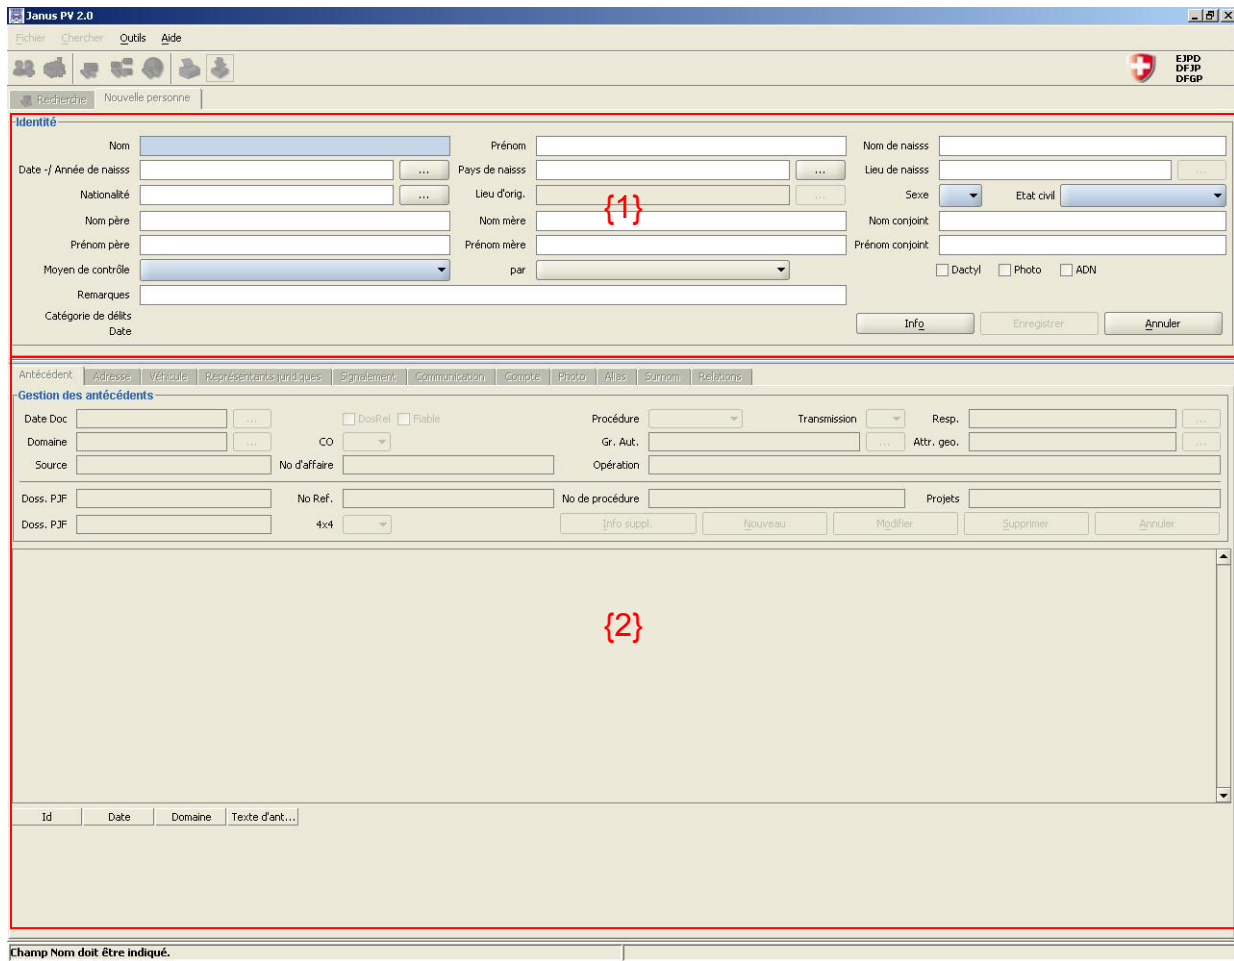 Janus PV 2.0
Fichier Chercher Outils Aide
EJPD
DFJP
DFGP
Recherche Nouvelle personne
Identité
Nom Prénom Nom de naisss
Date -/ Année de naisss ... Pays de naisss ... Lieu de naisss ...
Nationalité ... Lieu d'orig. ... Sexe Etat civil
{1}
Nom père Nom mère Nom conjoint
Prénom père Prénom mère Prénom conjoint
Moyen de contrôle par Dactyl Photo ADN
Remarques
Catégorie de délits
Date
Info Enregistrer Annuler
Antécédent Adresse Véhicule Représentants juridiques Signalement Communication Compte Photo Alias Surnom Relations
Gestion des antécédents
Date Doc ... DosRel Fiable Procédure Transmission Resp. ...
Domaine ... CO Gr. Aut. ... Attr. geo. ...
Source No d'affaire Opération
Doss. PJF No Ref. No de procédure Projets
Doss. PJF 4x4 Info suppl. Nouveau Modifier Supprimer Annuler
{2}
Id Date Domaine Texte d'ant...
Champ Nom doit être indiqué.